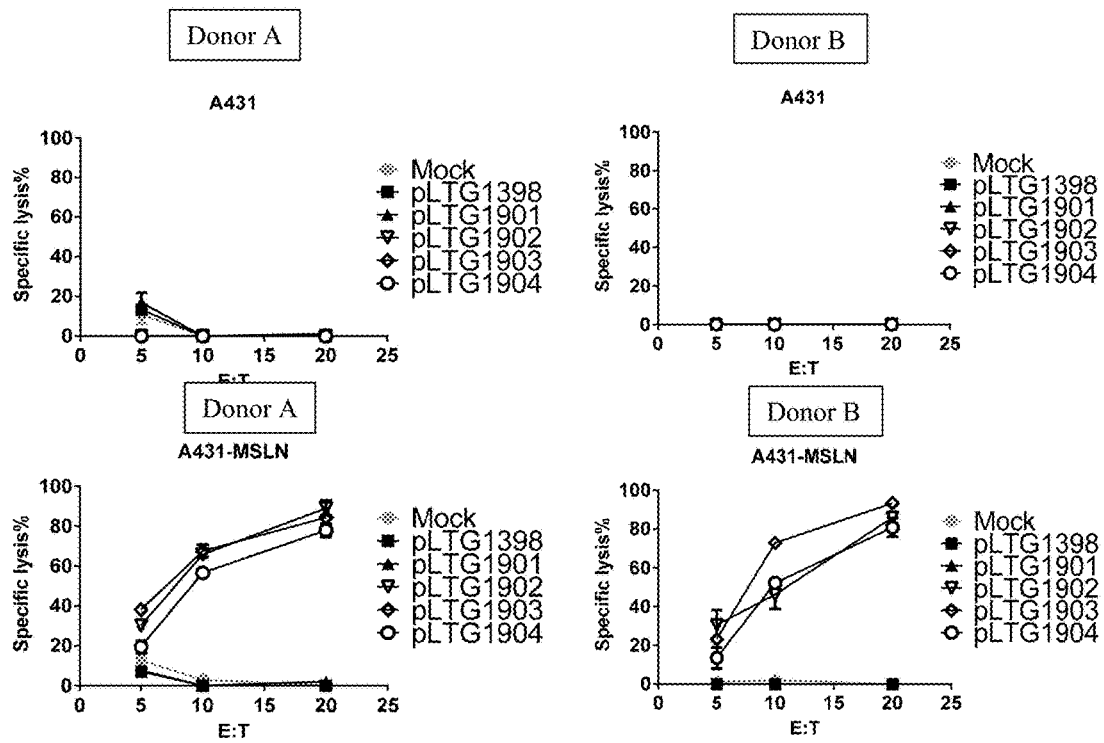 Donor A
A431
Specific lysis%
100
80
60
40
20
0
0 5 10 15 20 25
E:T
Mock
pLTG1398
pLTG1901
pLTG1902
pLTG1903
pLTG1904
Donor B
A431
Specific lysis%
100
80
60
40
20
0
0 5 10 15 20 25
E:T
Mock
pLTG1398
pLTG1901
pLTG1902
pLTG1903
pLTG1904
Donor A
A431-MSLN
Specific lysis%
100
80
60
40
20
0
0 5 10 15 20 25
E:T
Mock
pLTG1398
pLTG1901
pLTG1902
pLTG1903
pLTG1904
Donor B
A431-MSLN
Specific lysis%
100
80
60
40
20
0
0 5 10 15 20 25
E:T
Mock
pLTG1398
pLTG1901
pLTG1902
pLTG1903
pLTG1904